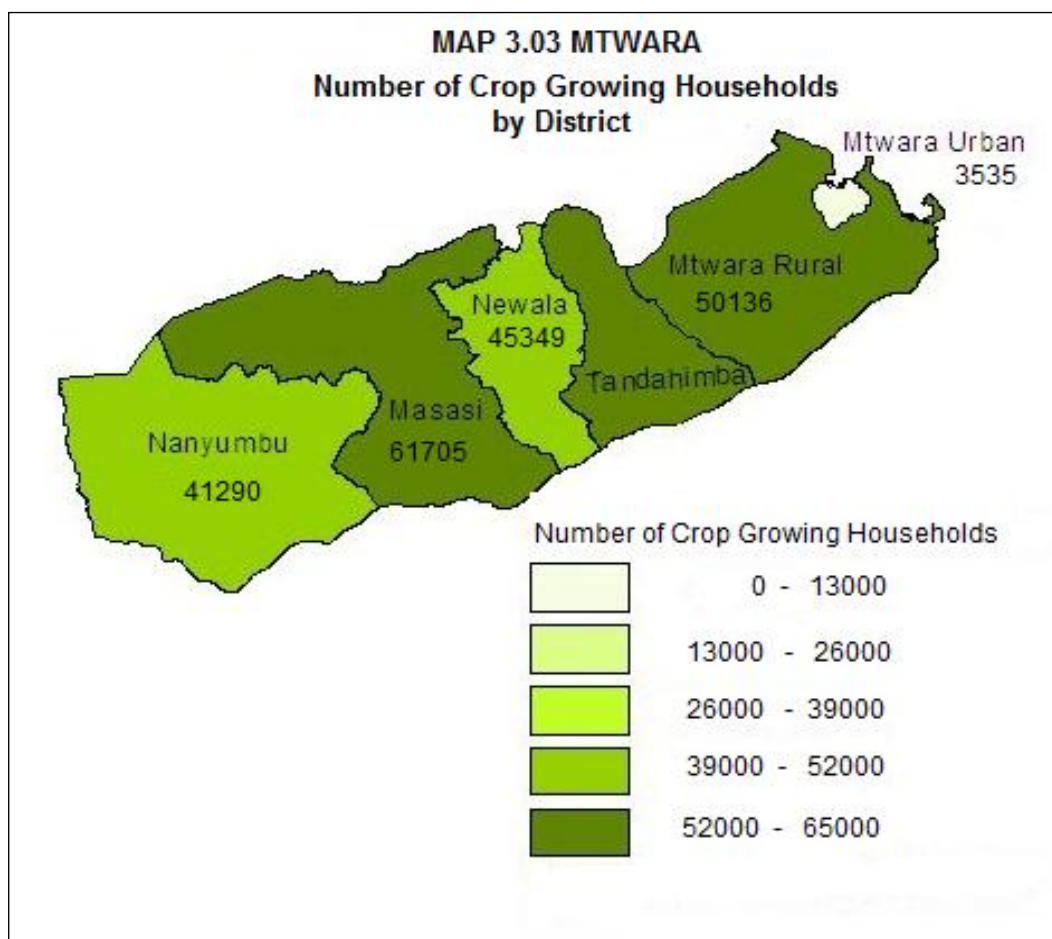 MAP 3.03 MTWARA
Number of Crop Growing Households
by District
Mtwara Urban
3535
Mtwara Rural
50136
Newala
45349
Tandahimba
Masasi
61705
Nanyumbu
41290
Number of Crop Growing Households
0 - 13000
13000 - 26000
26000 - 39000
39000 - 52000
52000 - 65000